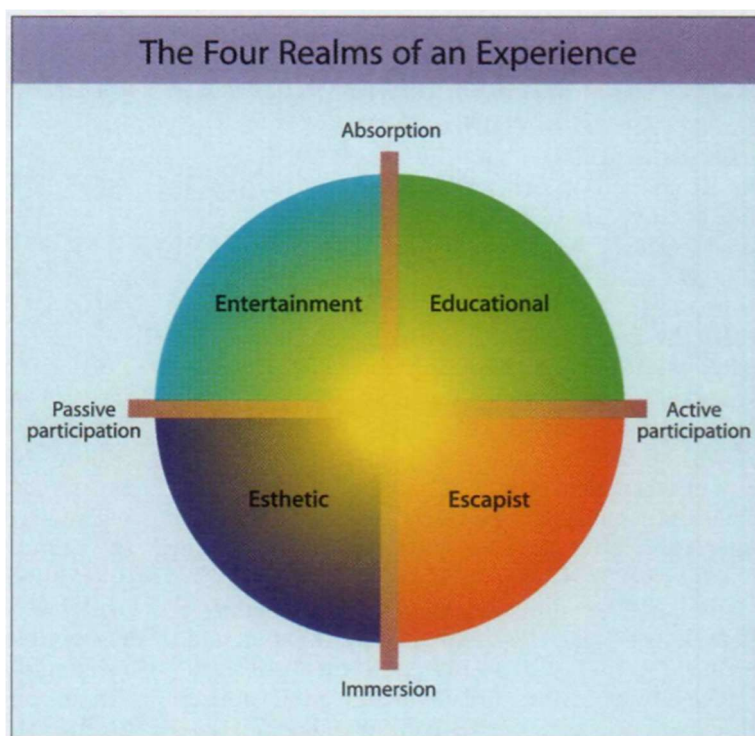 The Four Realms of an Experience
Absorption
Entertainment
Educational
Passive
participation
Active
participation
Esthetic
Escapist
Immersion